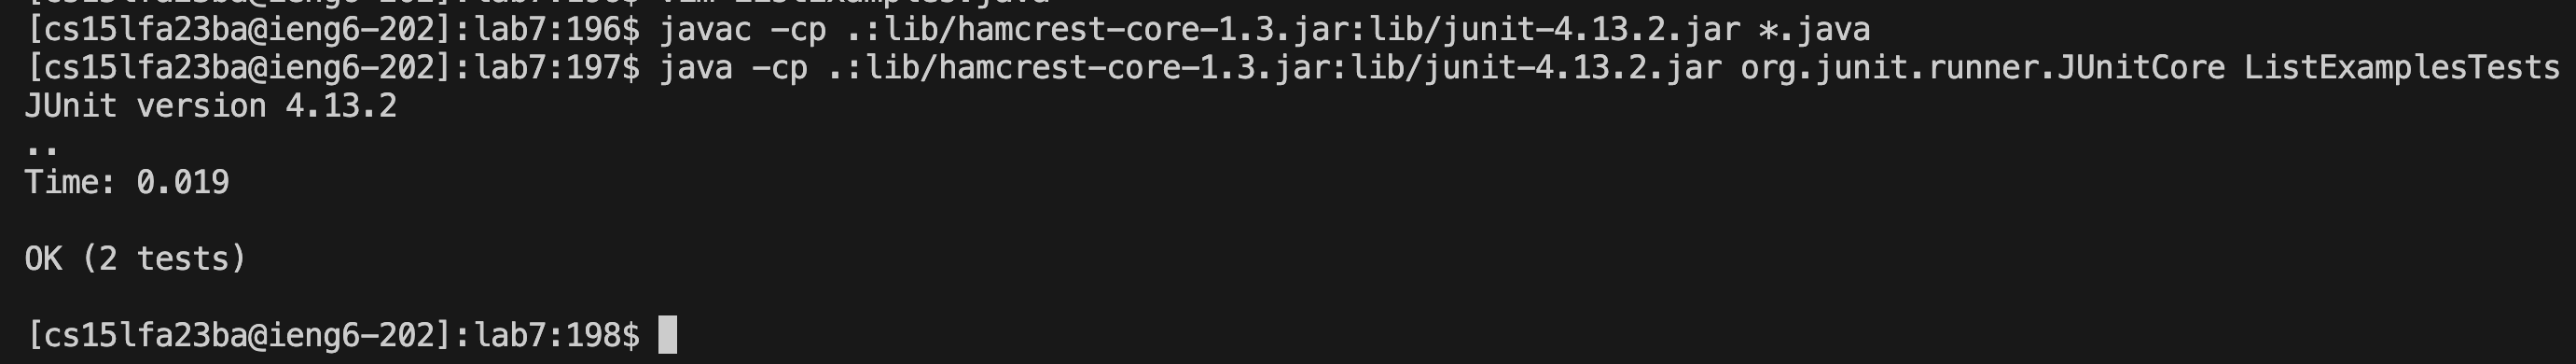 [cs15lfa23ba@ieng6-202]:lab7:196$ javac -cp .:lib/hamcrest-core-1.3.jar:lib/junit-4.13.2.jar *.java
[cs15lfa23ba@ieng6-202]:lab7:197$ java -cp .:lib/hamcrest-core-1.3.jar:lib/junit-4.13.2.jar org.junit.runner.JUnitCore ListExamplesTests
JUnit version 4.13.2
..
Time: 0.019
OK (2 tests)
[cs15lfa23ba@ieng6-202]:lab7:198$